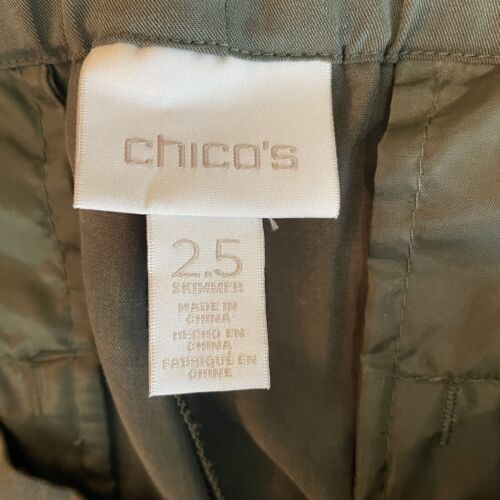 chico's
2.5
SKIMMER
MADE IN
CHINA
HECHO EN
CHINA
FABRIQUÉ EN
CHINE